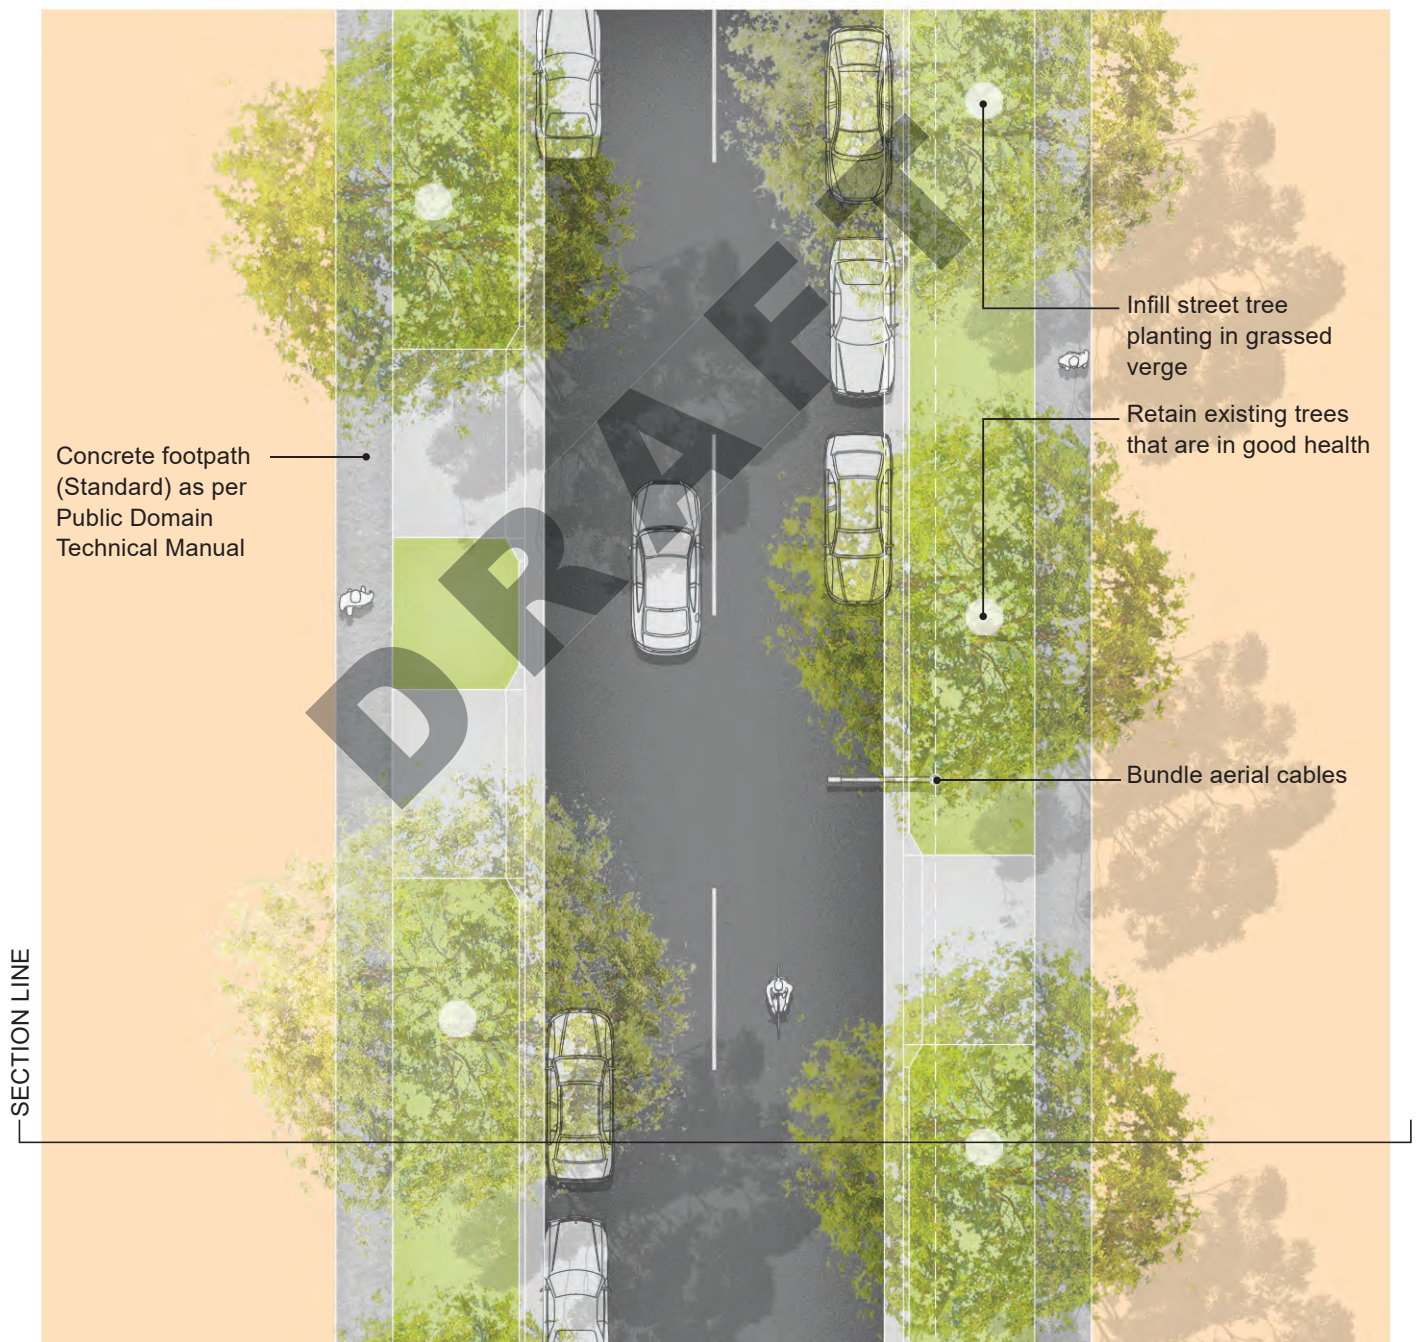 Infill street tree
planting in grassed
verge
Retain existing trees
that are in good health
Concrete footpath
(Standard) as per
Public Domain
Technical Manual
Bundle aerial cables
SECTION LINE
DRAFT